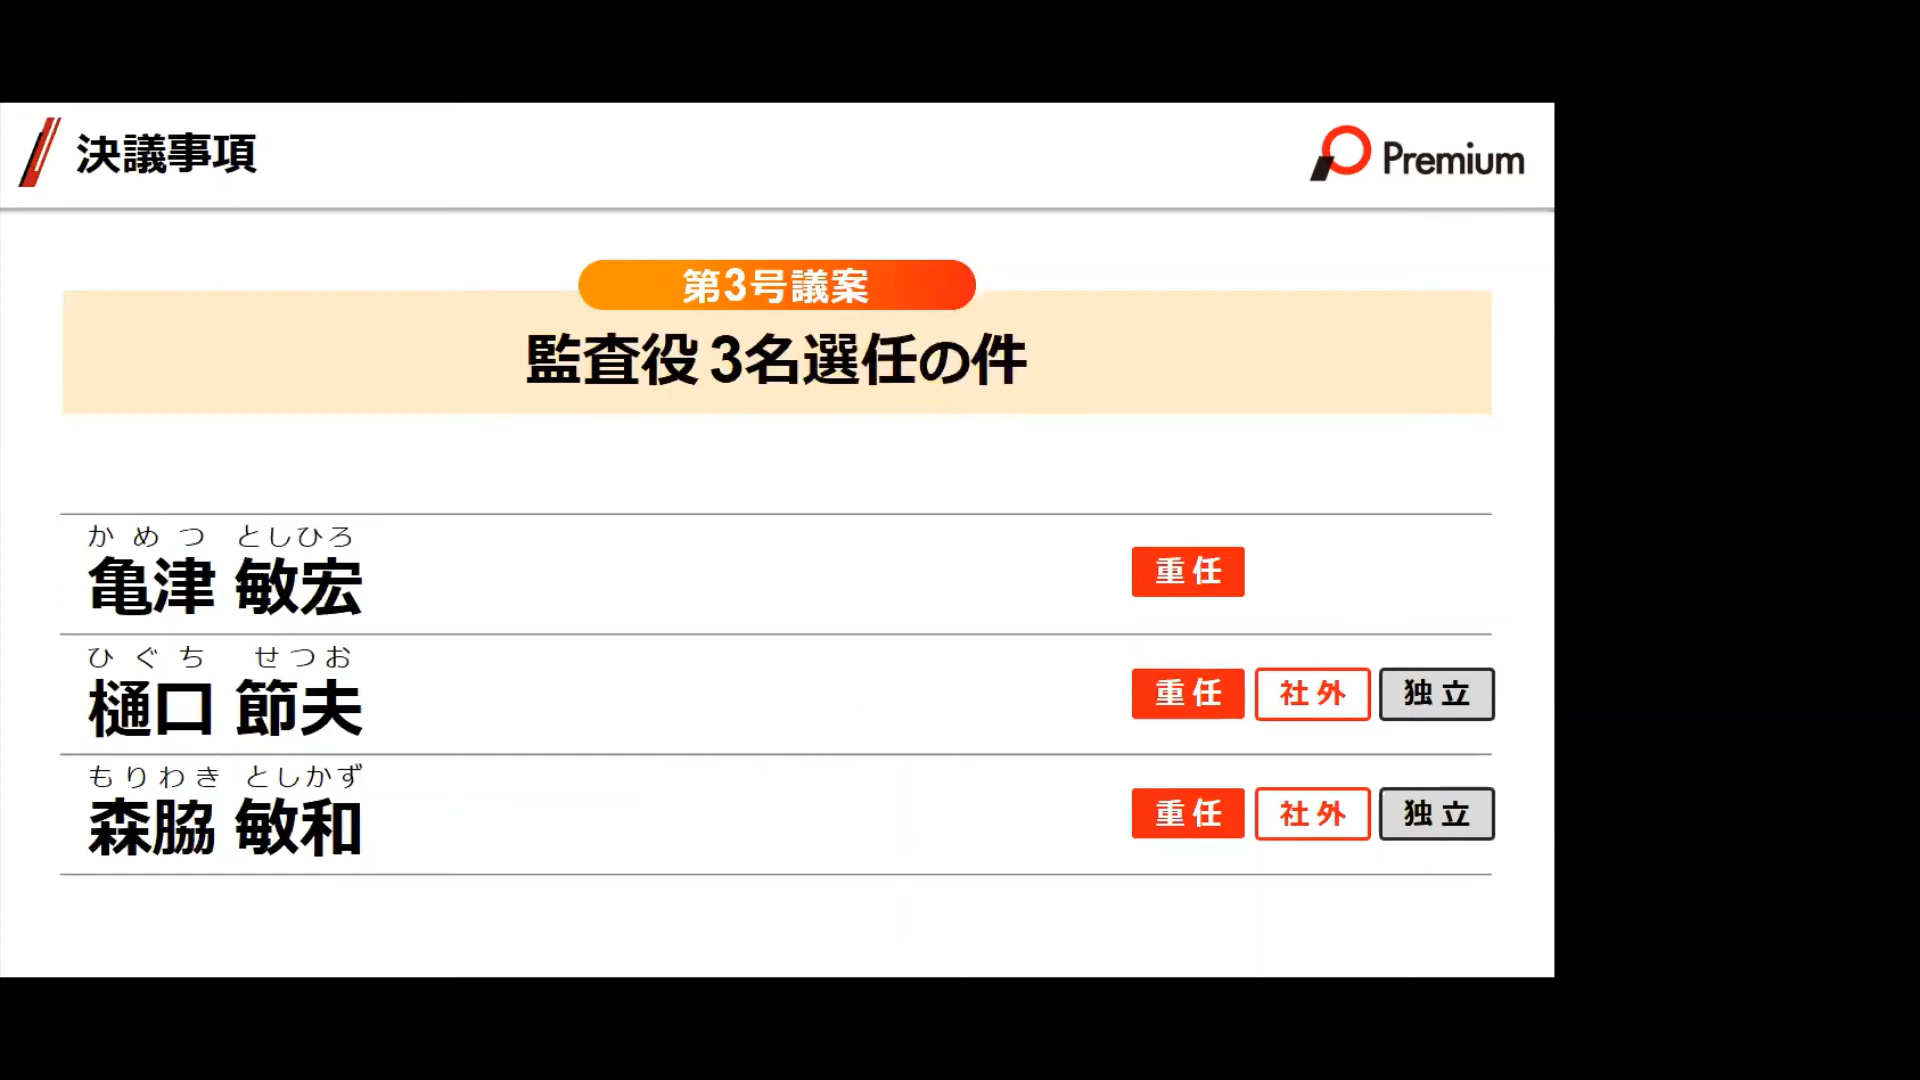 決議事項
Premium
第3号議案
監査役3名選任の件
かめつ としひろ
亀津 敏宏
重任
ひぐち せつお
樋口 節夫
重任 社外 独立
もりわき としかず
森脇 敏和
重任 社外 独立